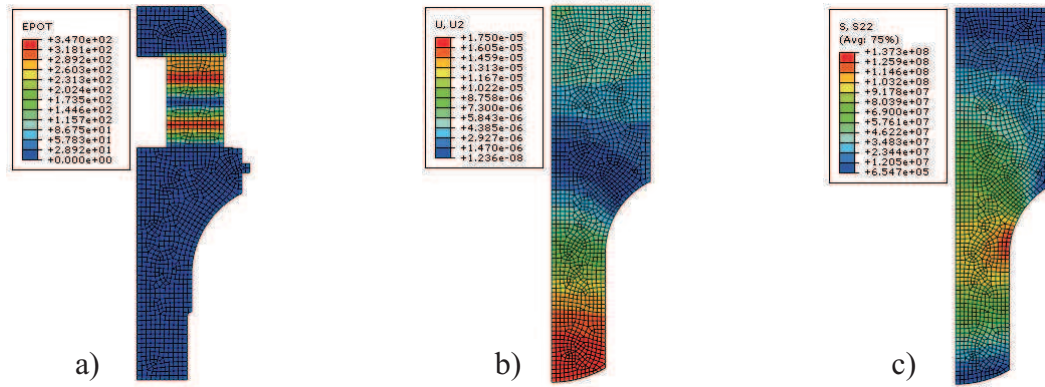 EPOT
+3.470e+02
+3.181e+02
+2.892e+02
+2.603e+02
+2.313e+02
+2.024e+02
+1.735e+02
+1.446e+02
+1.157e+02
+8.675e+01
+5.783e+01
+2.892e+01
+0.000e+00
a)
U, U2
+1.750e-05
+1.605e-05
+1.459e-05
+1.313e-05
+1.167e-05
+1.022e-05
+8.758e-06
+7.300e-06
+5.843e-06
+4.385e-06
+2.927e-06
+1.470e-06
+1.236e-08
b)
S, S22
(Avg: 75%)
+1.373e+08
+1.259e+08
+1.146e+08
+1.032e+08
+9.178e+07
+8.039e+07
+6.900e+07
+5.761e+07
+4.622e+07
+3.483e+07
+2.344e+07
+1.205e+07
+6.547e+05
c)